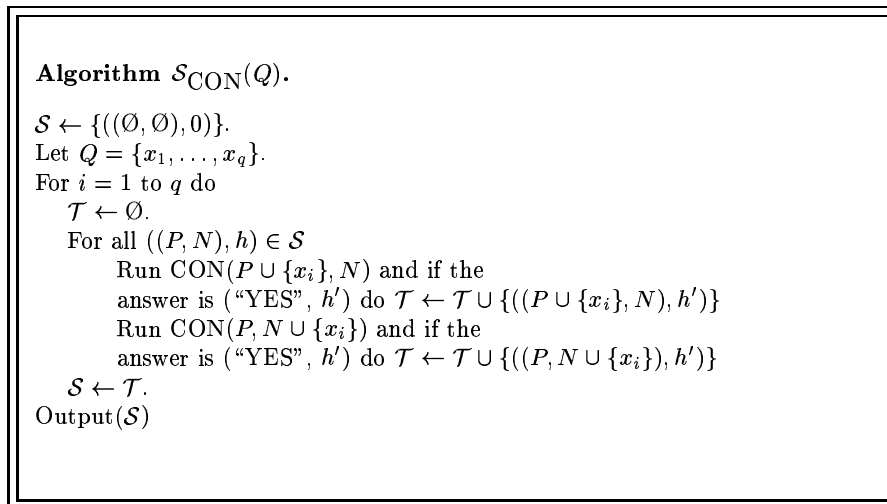 Algorithm 𝒮_CON(Q).
𝒮 ← {((Ø, Ø), 0)}.
Let Q = {x₁, . . . , x_q}.
For i = 1 to q do
𝒯 ← Ø.
For all ((P, N), h) ∈ 𝒮
Run CON(P ∪ {x_i}, N) and if the
answer is (“YES”, h′) do 𝒯 ← 𝒯 ∪ {((P ∪ {x_i}, N), h′)}
Run CON(P, N ∪ {x_i}) and if the
answer is (“YES”, h′) do 𝒯 ← 𝒯 ∪ {((P, N ∪ {x_i}), h′)}
𝒮 ← 𝒯.
Output(𝒮)